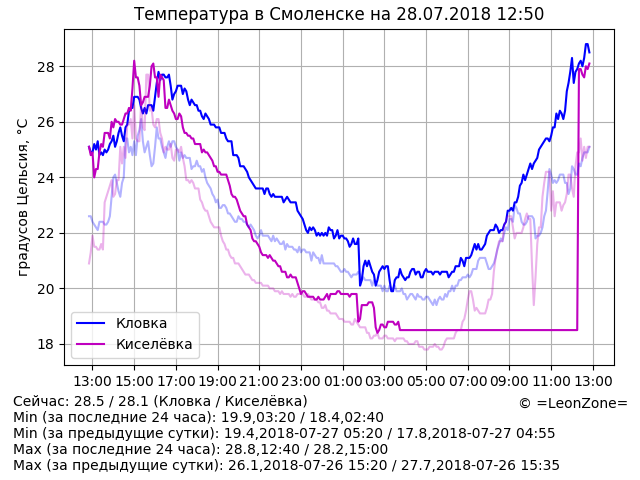 Температура в Смоленске на 28.07.2018 12:50
градусов Цельсия, °C
28
26
24
22
20
18
Кловка
Киселёвка
13:00 15:00 17:00 19:00 21:00 23:00 01:00 03:00 05:00 07:00 09:00 11:00 13:00
Сейчас: 28.5 / 28.1 (Кловка / Киселёвка)
© =LeonZone=
Min (за последние 24 часа): 19.9,03:20 / 18.4,02:40
Min (за предыдущие сутки): 19.4,2018-07-27 05:20 / 17.8,2018-07-27 04:55
Max (за последние 24 часа): 28.8,12:40 / 28.2,15:00
Max (за предыдущие сутки): 26.1,2018-07-26 15:20 / 27.7,2018-07-26 15:35